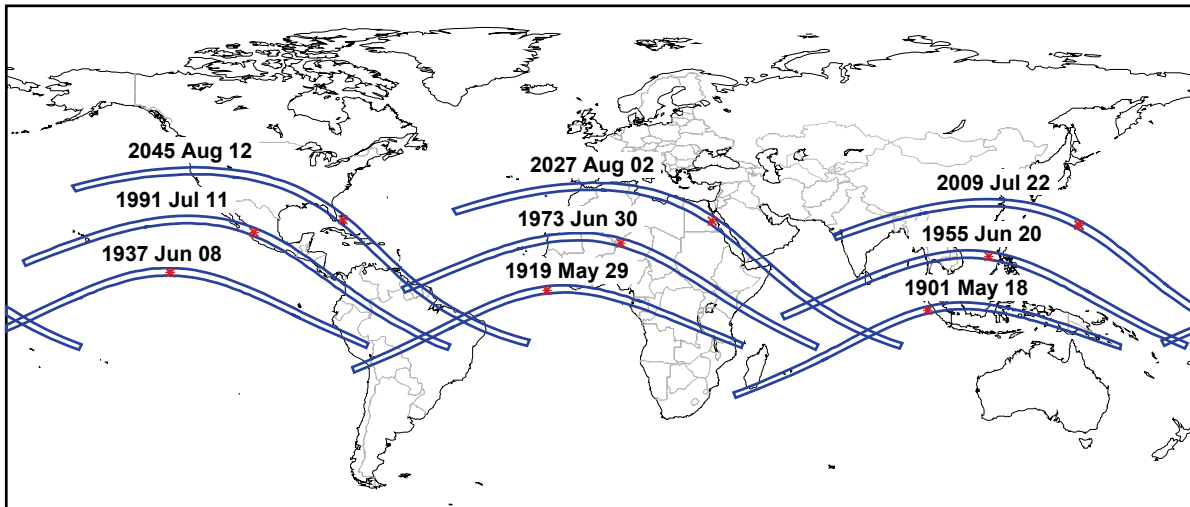 2045 Aug 12
2027 Aug 02
2009 Jul 22
1991 Jul 11
1973 Jun 30
1955 Jun 20
1937 Jun 08
1919 May 29
1901 May 18